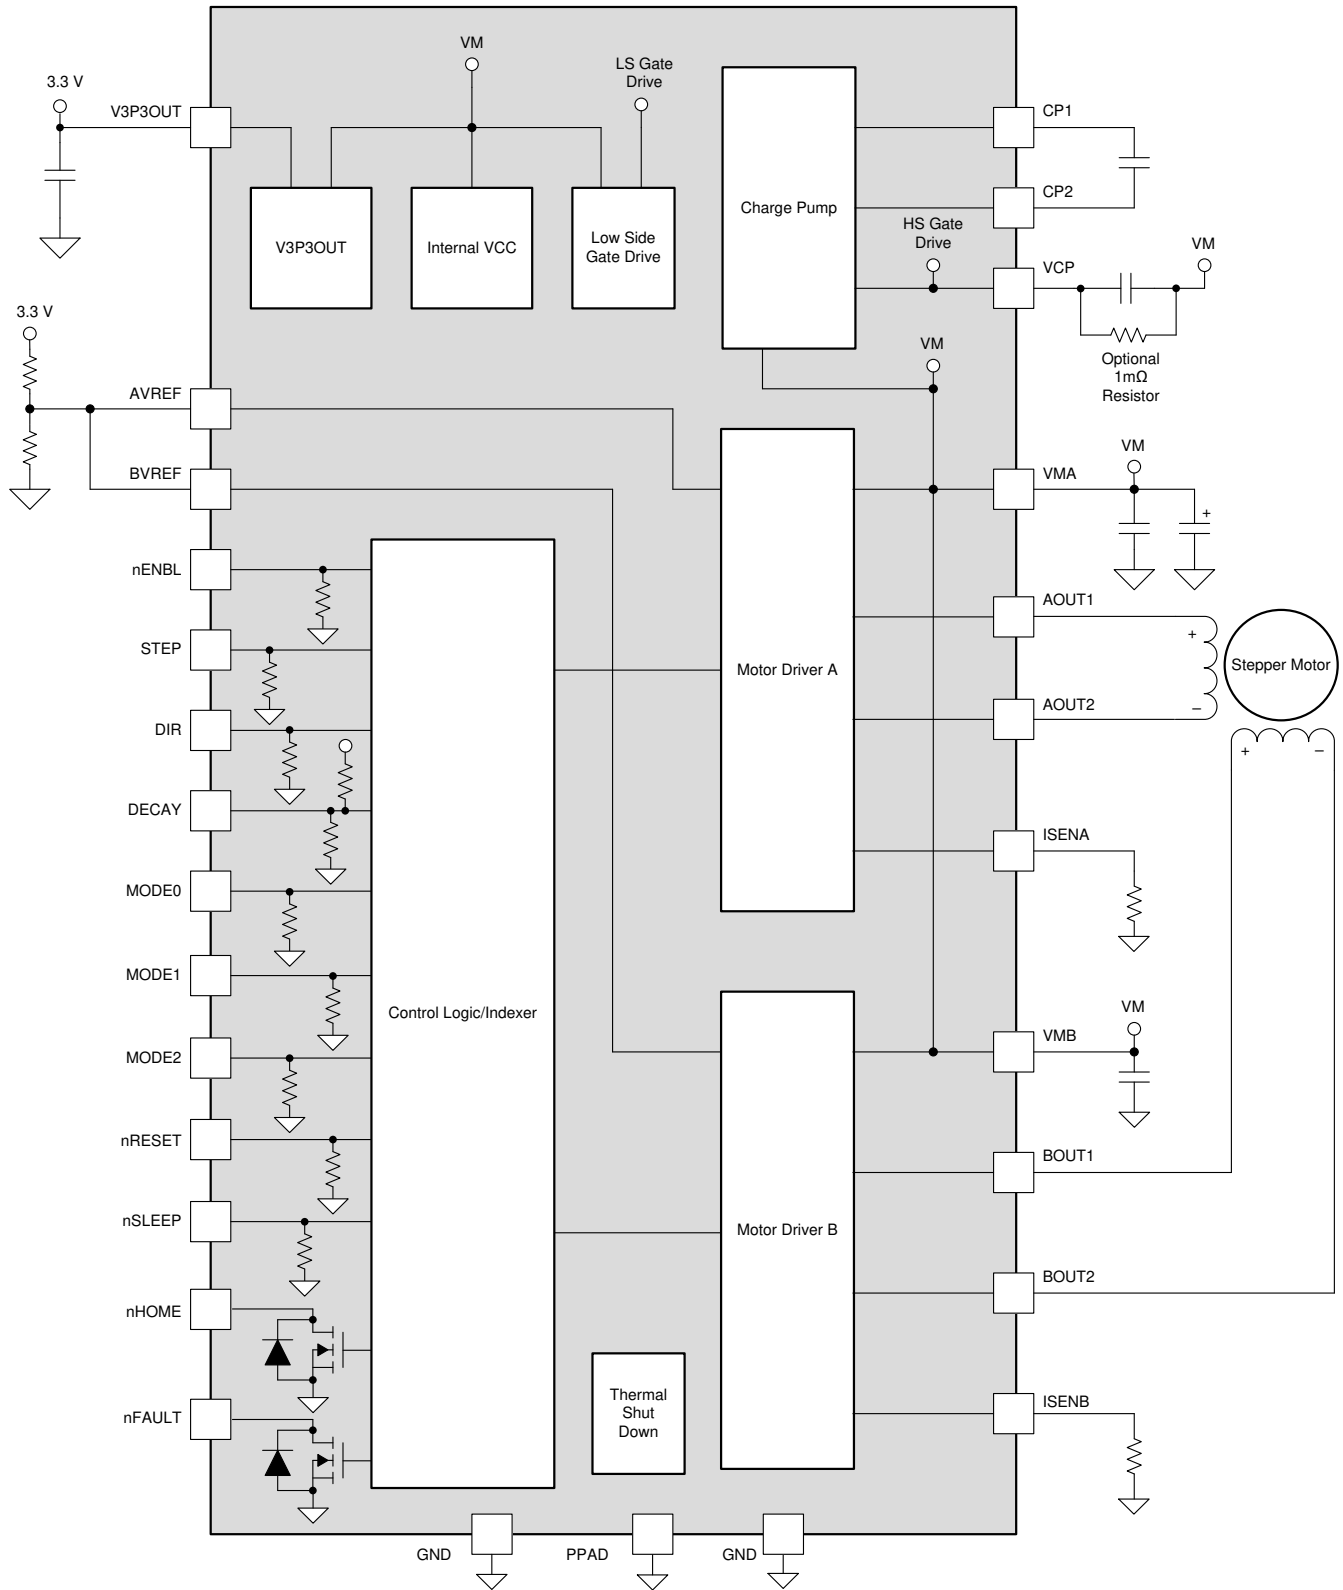 VM
LS Gate
Drive
3.3 V
V3P3OUT
CP1
CP2
V3P3OUT
Internal VCC
Low Side
Gate Drive
Charge Pump
HS Gate
Drive
VCP
VM
Optional
1mΩ
Resistor
3.3 V
AVREF
BVREF
VM
VMA
VM
+
nENBL
STEP
DIR
DECAY
MODE0
MODE1
MODE2
nRESET
nSLEEP
nHOME
nFAULT
Control Logic/Indexer
Motor Driver A
AOUT1
AOUT2
+
–
Stepper Motor
+
–
ISENA
VM
VMB
Motor Driver B
BOUT1
BOUT2
ISENB
Thermal
Shut
Down
GND
PPAD
GND